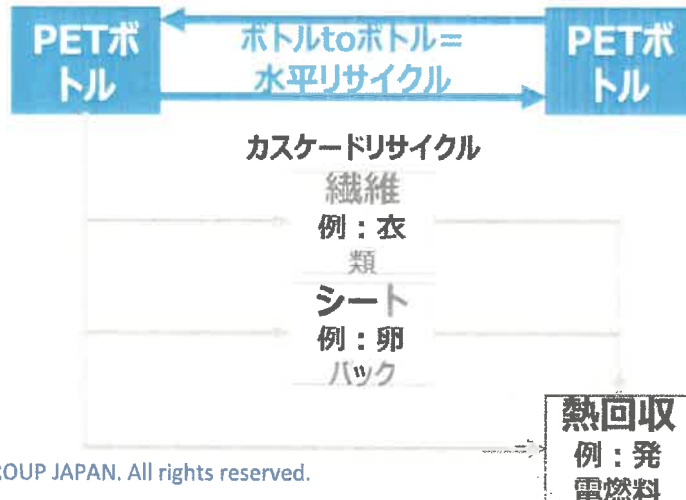 PETボ
トル
ボトルtoボトル＝
水平リサイクル
PETボ
トル
カスケードリサイクル
繊維
例：衣
類
シート
例：卵
パック
熱回収
例：発
電燃料
ROUP JAPAN. All rights reserved.